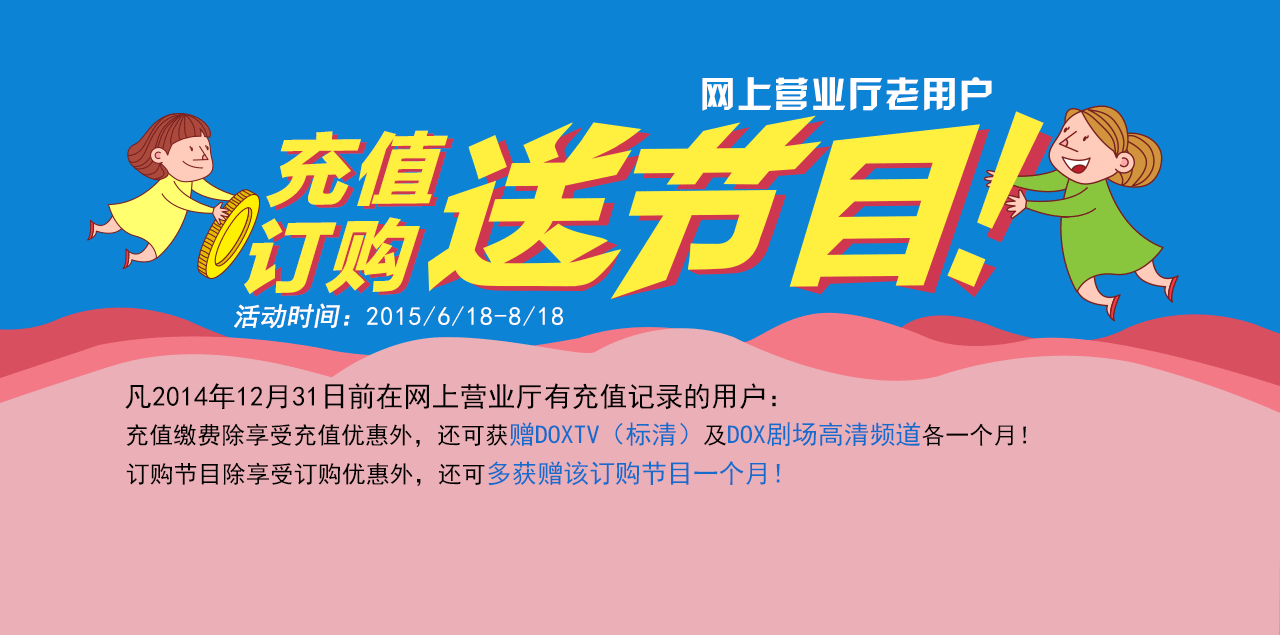 网上营业厅老用户
充值
订购
送节目!
活动时间：2015/6/18-8/18
凡2014年12月31日前在网上营业厅有充值记录的用户：
充值缴费除享受充值优惠外，还可获赠DOXTV（标清）及DOX剧场高清频道各一个月！
订购节目除享受订购优惠外，还可多获赠该订购节目一个月！